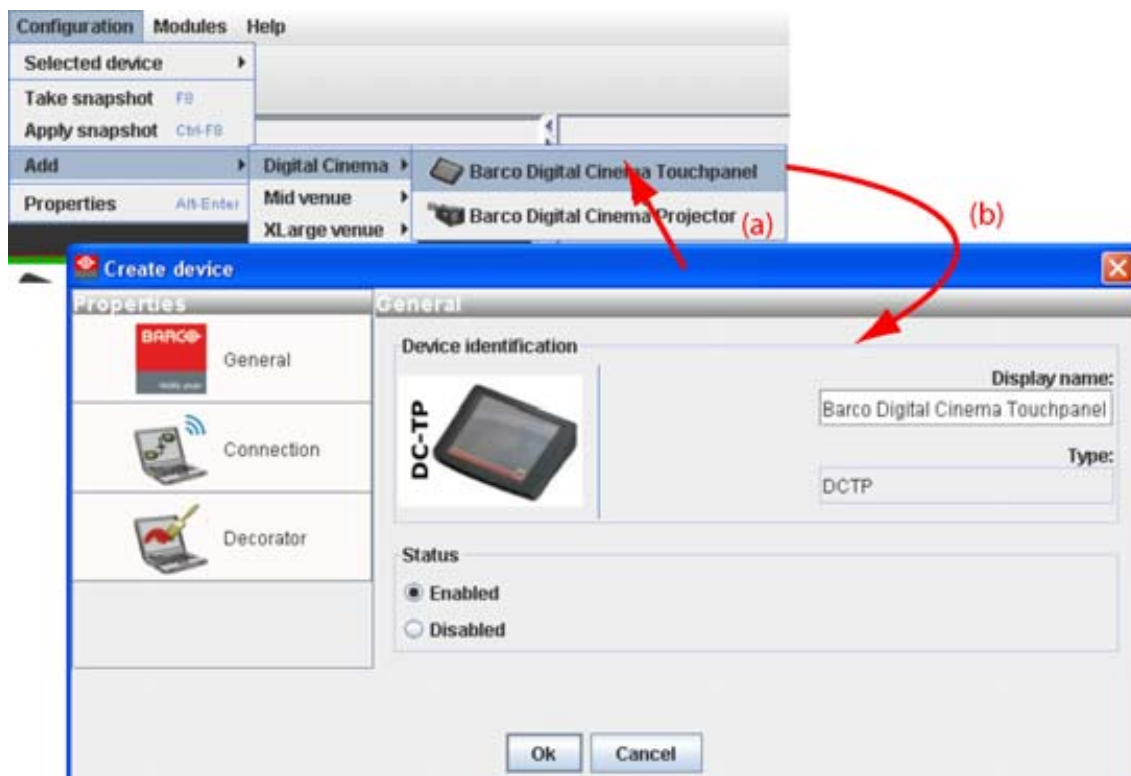 Configuration Modules Help
Selected device
Take snapshot F8
Apply snapshot Ctrl-F8
Add
Digital Cinema
Barco Digital Cinema Touchpanel
Properties Alt-Enter
Mid venue
Barco Digital Cinema Projector
XLarge venue
(a)
(b)
Create device
Properties
General
BARCO
General
Connection
Decorator
Device identification
DC-TP
Display name:
Barco Digital Cinema Touchpanel
Type:
DCTP
Status
Enabled
Disabled
Ok Cancel